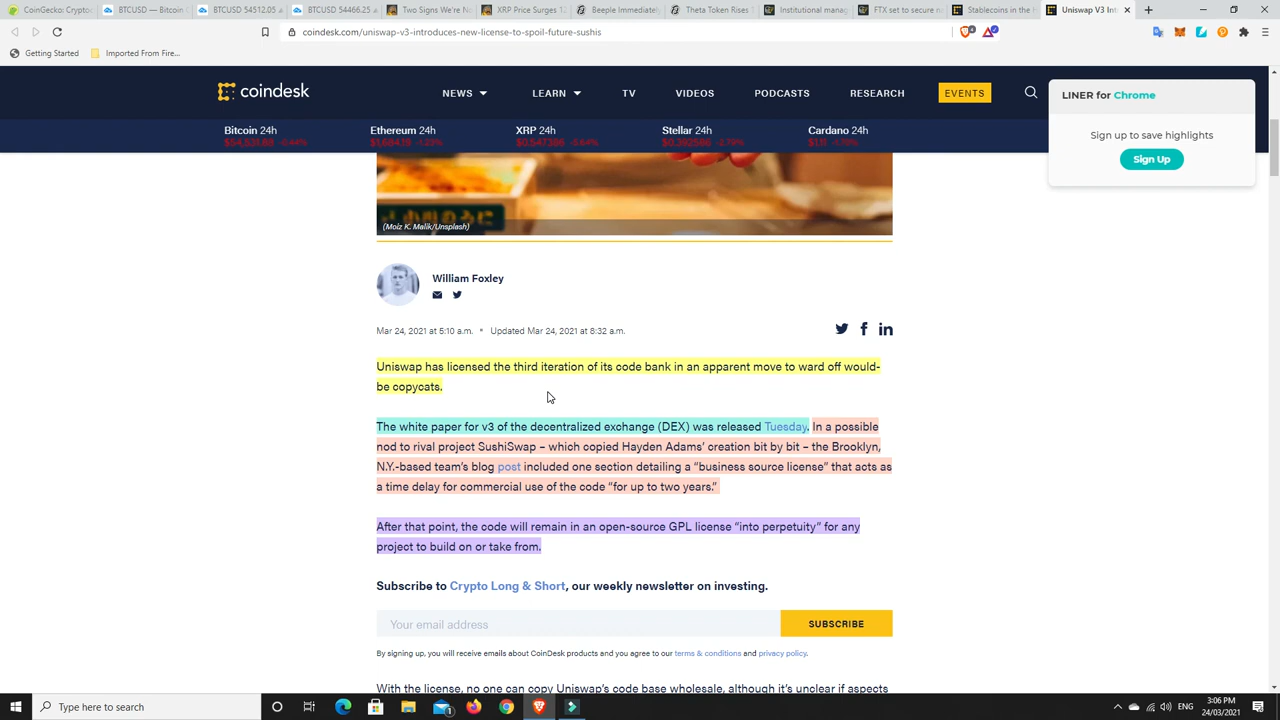 CoinGecko: Crypto
BTCUSD — Bitcoin
BTCUSD 54512.05
BTCUSD 54466.25
Two Signs We're No
XRP Price Surges 12
Beeple Immediately
Theta Token Rises 1
Institutional manag
FTX set to secure n
Stablecoins in the H
Uniswap V3 Int
coindesk.com/uniswap-v3-introduces-new-license-to-spoil-future-sushis
Getting Started
Imported From Fire...
coindesk
NEWS
LEARN
TV
VIDEOS
PODCASTS
RESEARCH
EVENTS
LINER for Chrome
Sign up to save highlights
Sign Up
Bitcoin 24h
Ethereum 24h
XRP 24h
Stellar 24h
Cardano 24h
(Moiz K. Malik/Unsplash)
William Foxley
Mar 24, 2021 at 5:10 a.m. • Updated Mar 24, 2021 at 8:32 a.m.
Uniswap has licensed the third iteration of its code bank in an apparent move to ward off would-
be copycats.
The white paper for v3 of the decentralized exchange (DEX) was released Tuesday. In a possible
nod to rival project SushiSwap – which copied Hayden Adams' creation bit by bit – the Brooklyn,
N.Y.-based team's blog post included one section detailing a "business source license" that acts as
a time delay for commercial use of the code "for up to two years."
After that point, the code will remain in an open-source GPL license "into perpetuity" for any
project to build on or take from.
Subscribe to Crypto Long & Short, our weekly newsletter on investing.
Your email address
SUBSCRIBE
By signing up, you will receive emails about CoinDesk products and you agree to our terms & conditions and privacy policy.
With the license, no one can copy Uniswap's code base wholesale, although it's unclear if aspects
Type here to search
ENG
3:06 PM
24/03/2021